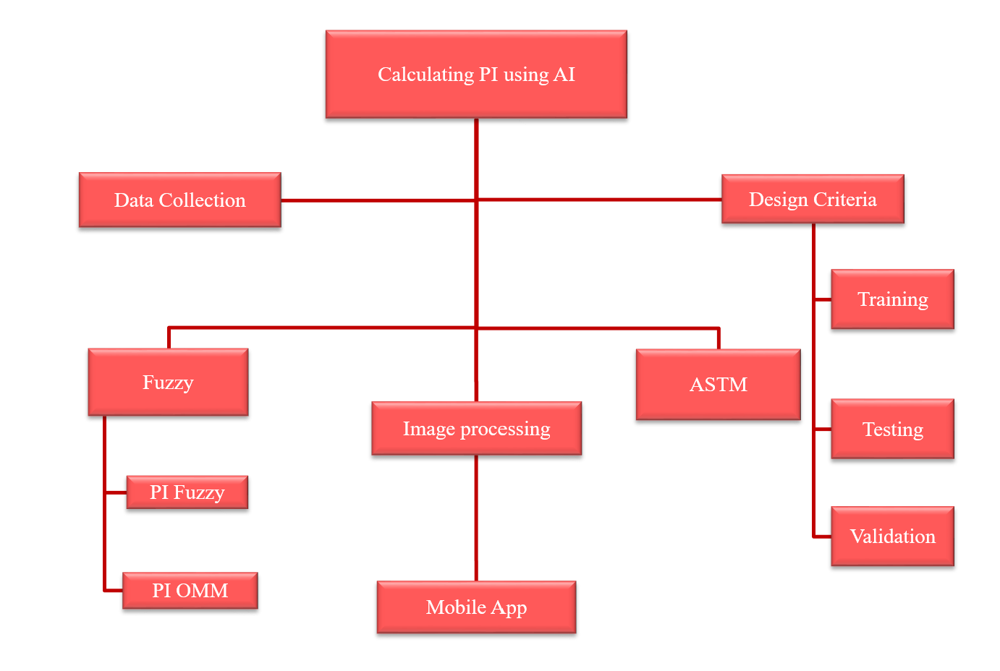 Calculating PI using AI
Data Collection
Design Criteria
Training
Fuzzy
ASTM
Image processing
Testing
PI Fuzzy
Validation
PI OMM
Mobile App